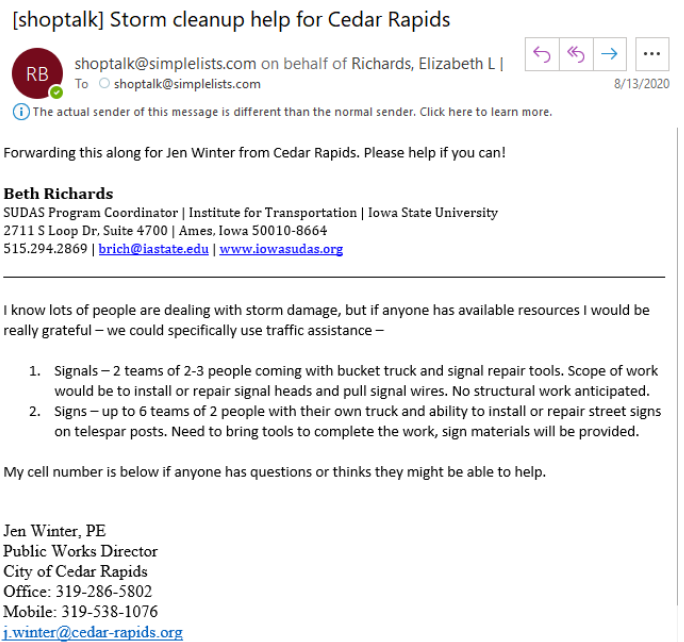 [shoptalk] Storm cleanup help for Cedar Rapids
RB
shoptalk@simplelists.com on behalf of Richards, Elizabeth L |
To shoptalk@simplelists.com
8/13/2020
The actual sender of this message is different than the normal sender. Click here to learn more.
Forwarding this along for Jen Winter from Cedar Rapids. Please help if you can!
Beth Richards
SUDAS Program Coordinator | Institute for Transportation | Iowa State University
2711 S Loop Dr, Suite 4700 | Ames, Iowa 50010-8664
515.294.2869 | brich@iastate.edu | www.iowasudas.org
I know lots of people are dealing with storm damage, but if anyone has available resources I would be
really grateful – we could specifically use traffic assistance –
1. Signals – 2 teams of 2-3 people coming with bucket truck and signal repair tools. Scope of work
would be to install or repair signal heads and pull signal wires. No structural work anticipated.
2. Signs – up to 6 teams of 2 people with their own truck and ability to install or repair street signs
on telespar posts. Need to bring tools to complete the work, sign materials will be provided.
My cell number is below if anyone has questions or thinks they might be able to help.
Jen Winter, PE
Public Works Director
City of Cedar Rapids
Office: 319-286-5802
Mobile: 319-538-1076
j.winter@cedar-rapids.org